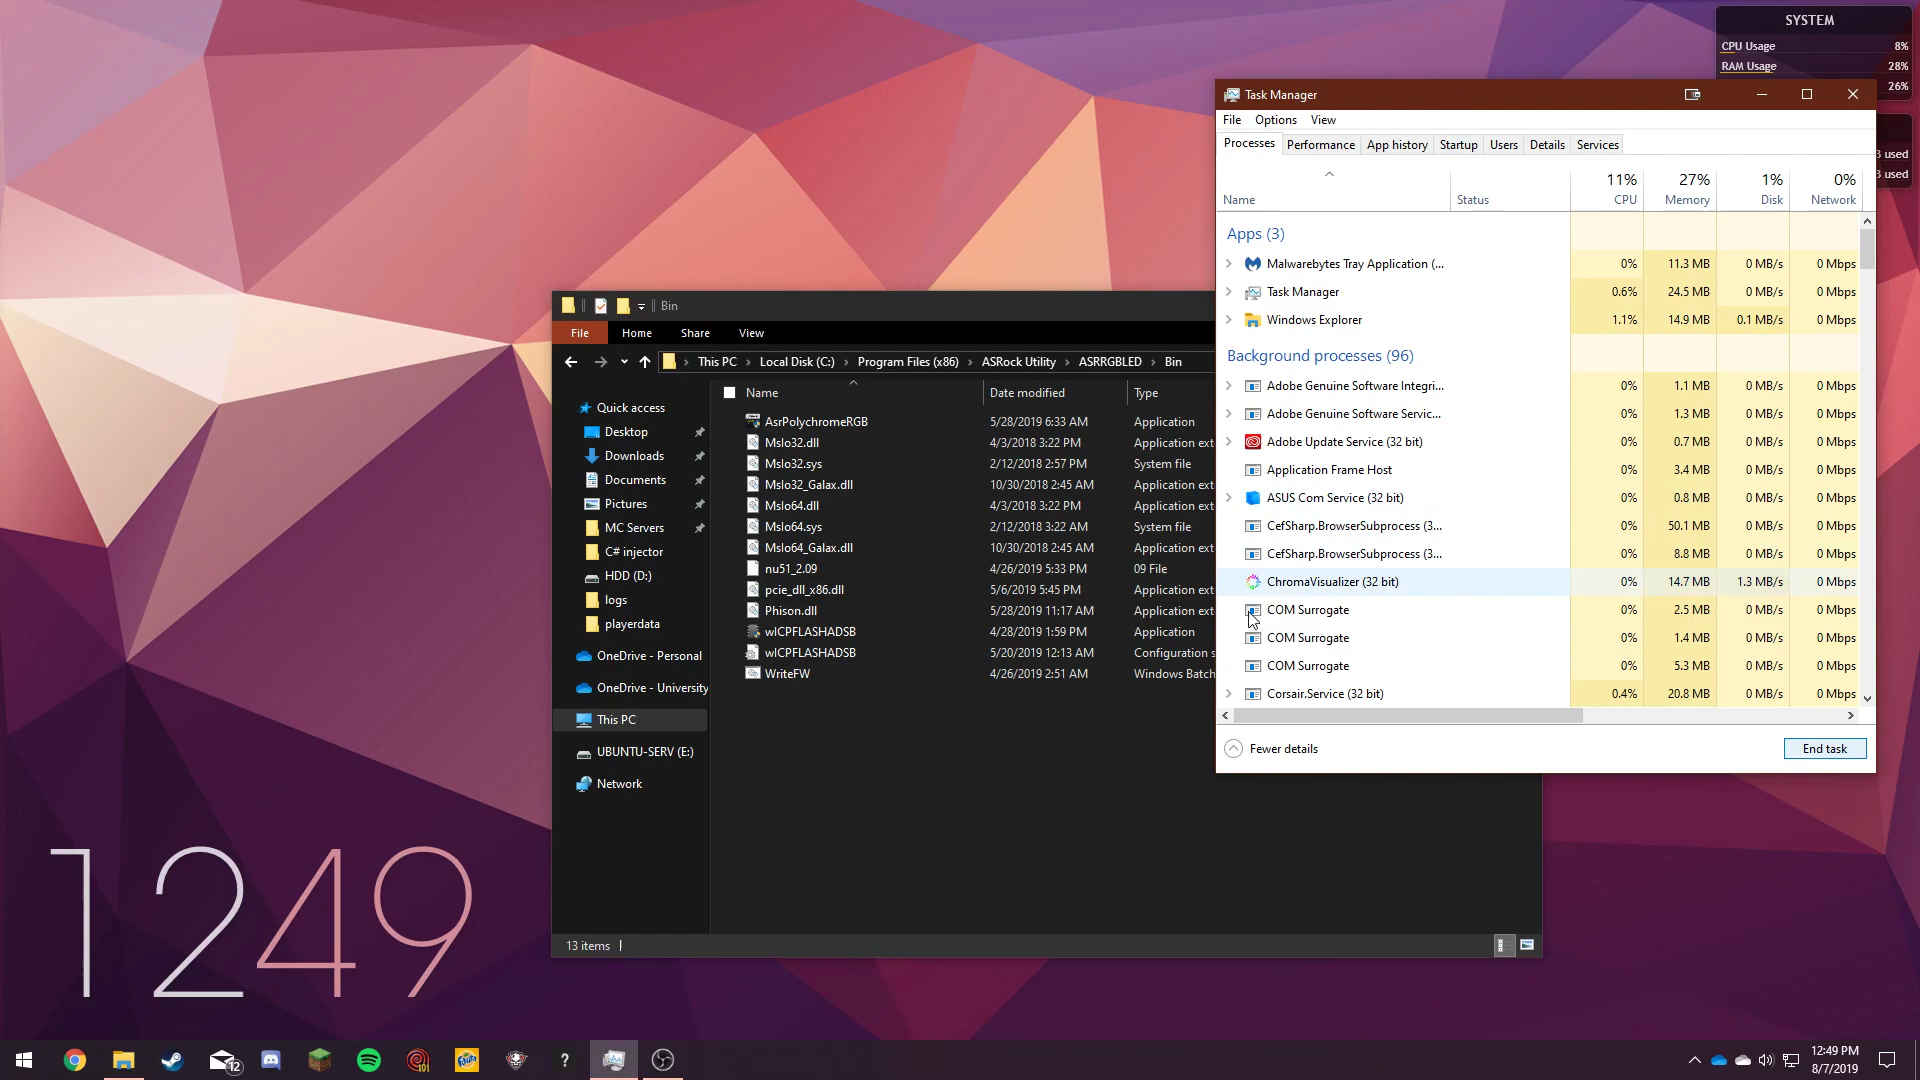 SYSTEM
CPU Usage 8%
RAM Usage 28%
26%
3 used
3 used
Task Manager
File Options View
Processes Performance App history Startup Users Details Services
11% 27% 1% 0%
Name Status CPU Memory Disk Network
Apps (3)
Malwarebytes Tray Application (... 0% 11.3 MB 0 MB/s 0 Mbps
Task Manager 0.6% 24.5 MB 0 MB/s 0 Mbps
Windows Explorer 1.1% 14.9 MB 0.1 MB/s 0 Mbps
Background processes (96)
Adobe Genuine Software Integri... 0% 1.1 MB 0 MB/s 0 Mbps
Adobe Genuine Software Servic... 0% 1.3 MB 0 MB/s 0 Mbps
Adobe Update Service (32 bit) 0% 0.7 MB 0 MB/s 0 Mbps
Application Frame Host 0% 3.4 MB 0 MB/s 0 Mbps
ASUS Com Service (32 bit) 0% 0.8 MB 0 MB/s 0 Mbps
CefSharp.BrowserSubprocess (3... 0% 50.1 MB 0 MB/s 0 Mbps
CefSharp.BrowserSubprocess (3... 0% 8.8 MB 0 MB/s 0 Mbps
ChromaVisualizer (32 bit) 0% 14.7 MB 1.3 MB/s 0 Mbps
COM Surrogate 0% 2.5 MB 0 MB/s 0 Mbps
COM Surrogate 0% 1.4 MB 0 MB/s 0 Mbps
COM Surrogate 0% 5.3 MB 0 MB/s 0 Mbps
Corsair.Service (32 bit) 0.4% 20.8 MB 0 MB/s 0 Mbps
Fewer details End task
Bin
File Home Share View
This PC Local Disk (C:) Program Files (x86) ASRock Utility ASRRGBLED Bin
Quick access
Desktop
Downloads
Documents
Pictures
MC Servers
C# injector
HDD (D:)
logs
playerdata
OneDrive - Personal
OneDrive - University
This PC
UBUNTU-SERV (E:)
Network
Name Date modified Type
AsrPolychromeRGB 5/28/2019 6:33 AM Application
Mslo32.dll 4/3/2018 3:22 PM Application ext
Mslo32.sys 2/12/2018 2:57 PM System file
Mslo32_Galax.dll 10/30/2018 2:45 AM Application ext
Mslo64.dll 4/3/2018 3:22 PM Application ext
Mslo64.sys 2/12/2018 3:22 AM System file
Mslo64_Galax.dll 10/30/2018 2:45 AM Application ext
nu51_2.09 4/26/2019 5:33 PM 09 File
pcie_dll_x86.dll 5/6/2019 5:45 PM Application ext
Phison.dll 5/28/2019 11:17 AM Application ext
wICPFLASHADSB 4/28/2019 1:59 PM Application
wICPFLASHADSB 5/20/2019 12:13 AM Configuration s
WriteFW 4/26/2019 2:51 AM Windows Batch
13 items
1249
12
101
Fanta
?
12:49 PM
8/7/2019